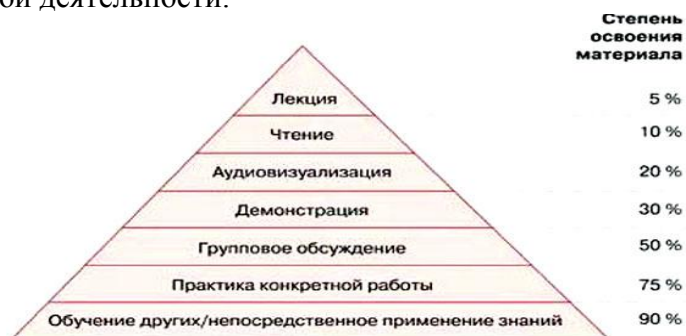 деятельности.
Степень
освоения
материала
Лекция 5 %
Чтение 10 %
Аудиовизуализация 20 %
Демонстрация 30 %
Групповое обсуждение 50 %
Практика конкретной работы 75 %
Обучение других/непосредственное применение знаний 90 %